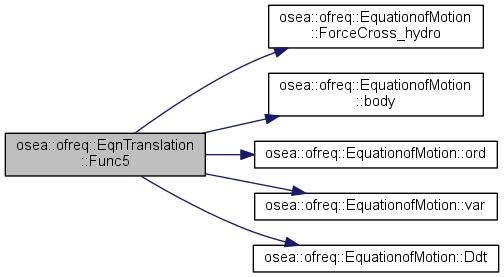 osea::ofreq::EquationofMotion
::ForceCross_hydro
osea::ofreq::EquationofMotion
::body
osea::ofreq::EqnTranslation
::Func5
osea::ofreq::EquationofMotion::ord
osea::ofreq::EquationofMotion::var
osea::ofreq::EquationofMotion::Ddt